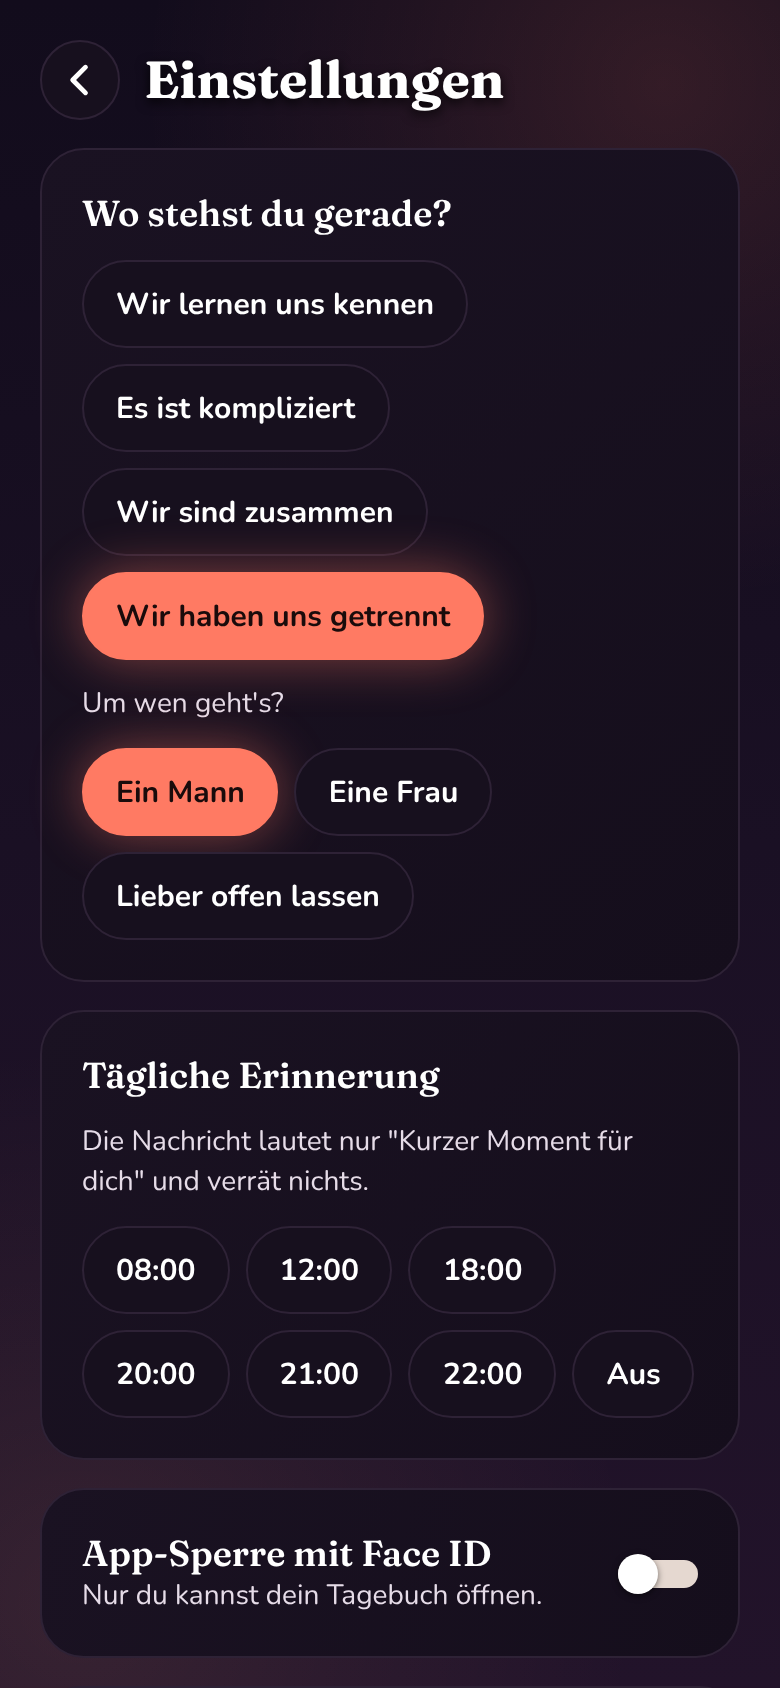 Einstellungen
Wo stehst du gerade?
Wir lernen uns kennen
Es ist kompliziert
Wir sind zusammen
Wir haben uns getrennt
Um wen geht's?
Ein Mann Eine Frau
Lieber offen lassen
Tägliche Erinnerung
Die Nachricht lautet nur "Kurzer Moment für
dich" und verrät nichts.
08:00 12:00 18:00
20:00 21:00 22:00 Aus
App-Sperre mit Face ID
Nur du kannst dein Tagebuch öffnen.